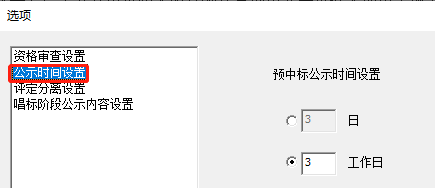 选项
资格审查设置
公示时间设置
评定分离设置
唱标阶段公示内容设置
预中标公示时间设置
3 日
3 工作日